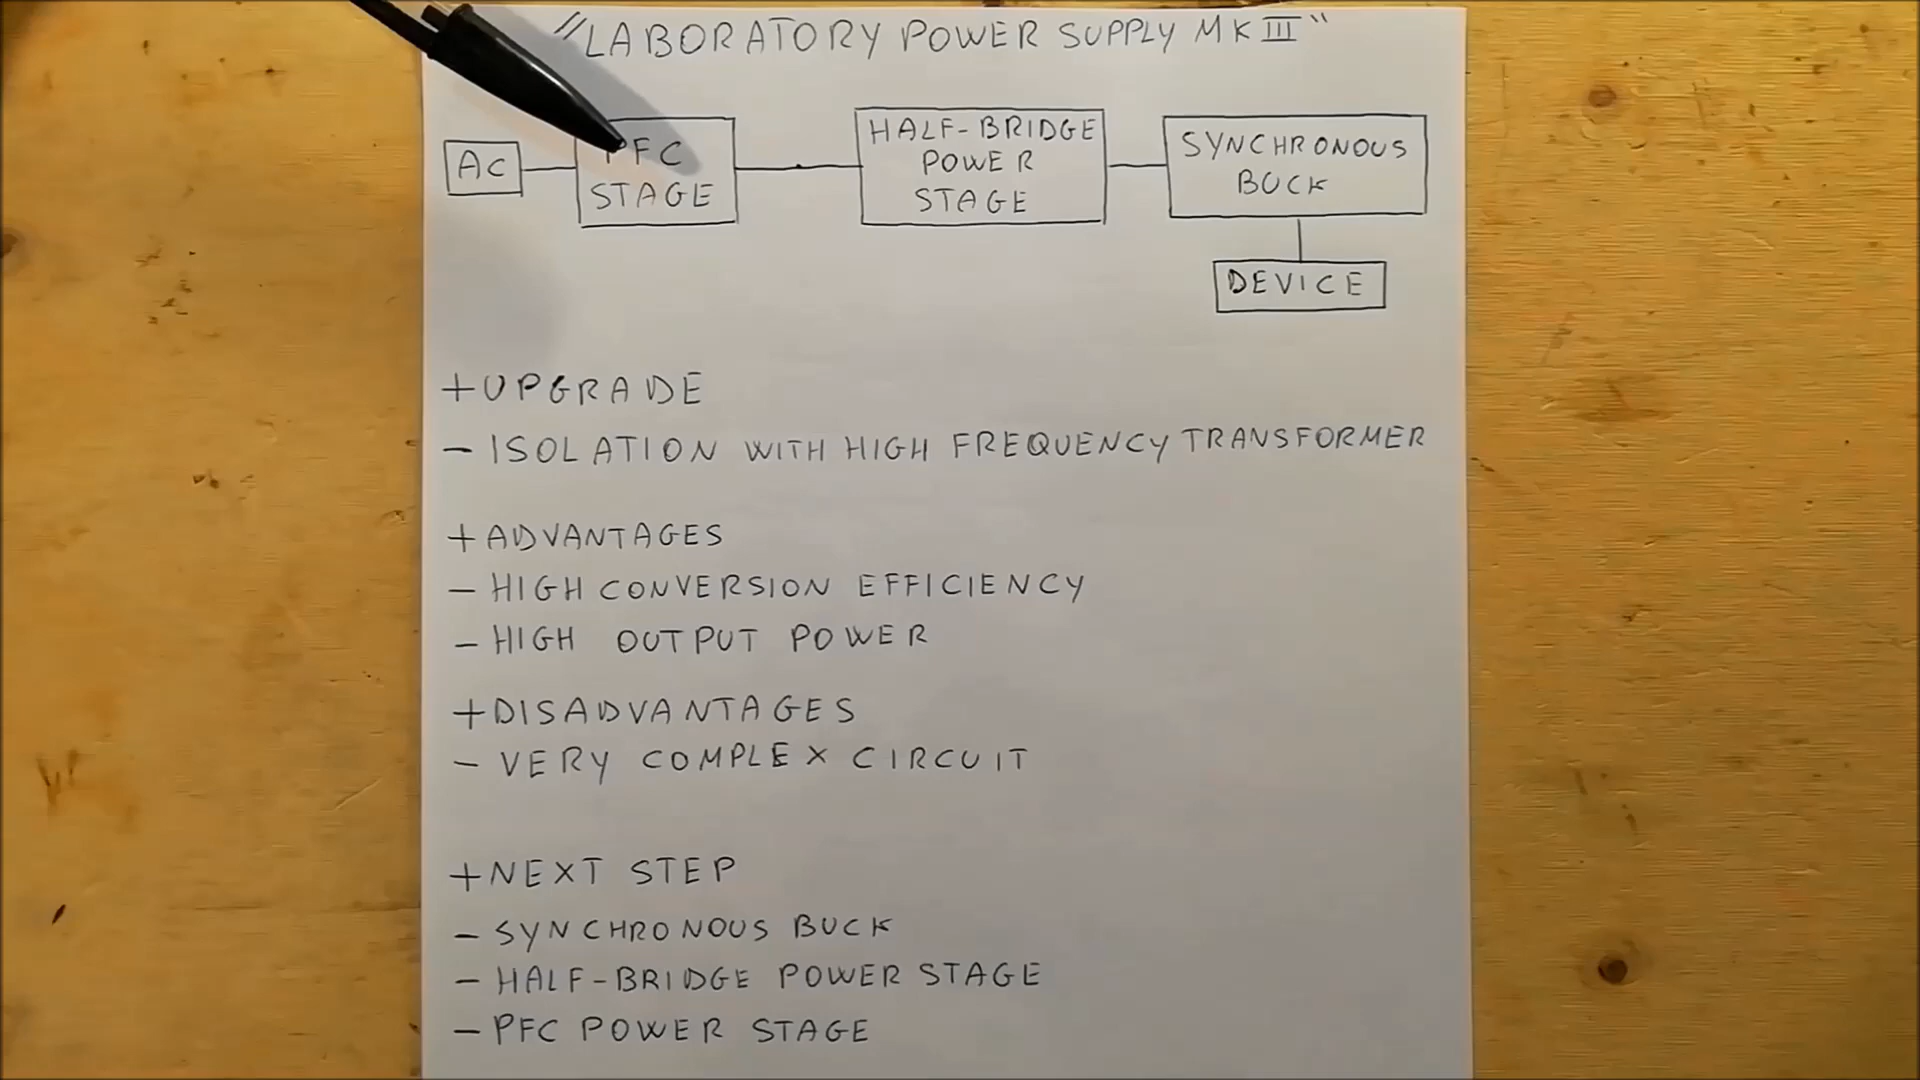 "LABORATORY POWER SUPPLY MK III"
AC
PFC
STAGE
HALF-BRIDGE
POWER
STAGE
SYNCHRONOUS
BUCK
DEVICE
+UPGRADE
- ISOLATION WITH HIGH FREQUENCY TRANSFORMER
+ADVANTAGES
- HIGH CONVERSION EFFICIENCY
- HIGH OUTPUT POWER
+DISADVANTAGES
- VERY COMPLEX CIRCUIT
+NEXT STEP
- SYNCHRONOUS BUCK
- HALF-BRIDGE POWER STAGE
- PFC POWER STAGE